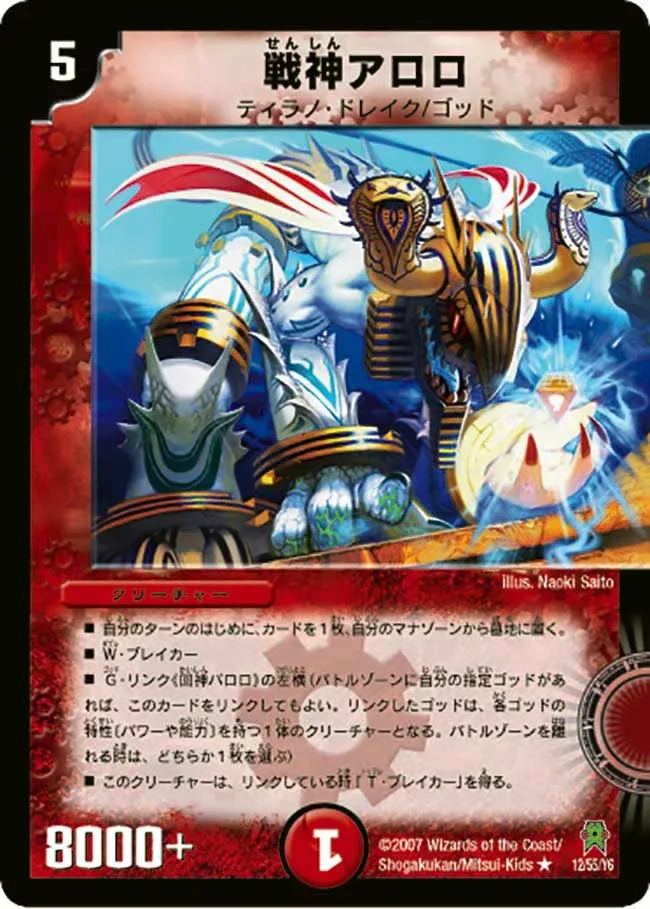 5
せんしん
戦神アロロ
ティラノ・ドレイク/ゴッド
illus. Naoki Saito
クリーチャー
■ 自分のターンのはじめに、カードを1枚、自分のマナゾーンから墓地に置く。
■ W・ブレイカー
■ G・リンク《回神パロロ》の左横(バトルゾーンに自分の指定ゴッドがあ
れば、このカードをリンクしてもよい。リンクしたゴッドは、各ゴッドの
特性(パワーや能力)を持つ1体のクリーチャーとなる。バトルゾーンを離
れる時は、どちらか1枚を選ぶ)
■ このクリーチャーは、リンクしている時「T・ブレイカー」を得る。
8000+
1
©2007 Wizards of the Coast/
Shogakukan/Mitsui-Kids ★
12/55/Y6